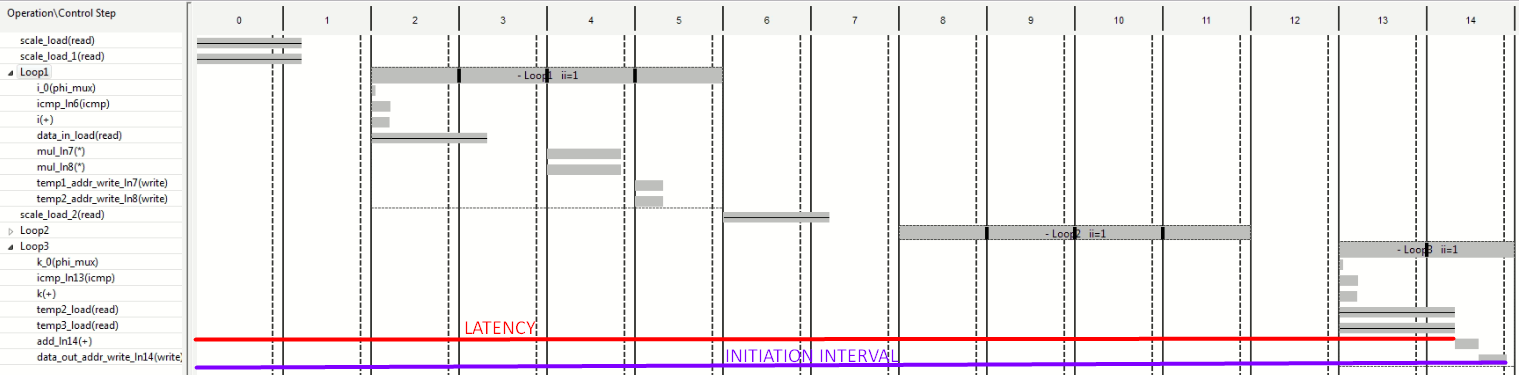 Operation\Control Step
0 1 2 3 4 5 6 7 8 9 10 11 12 13 14
scale_load(read)
scale_load_1(read)
Loop1
- Loop1 ii=1
i_0(phi_mux)
icmp_ln6(icmp)
i(+)
data_in_load(read)
mul_ln7(*)
mul_ln8(*)
temp1_addr_write_ln7(write)
temp2_addr_write_ln8(write)
scale_load_2(read)
Loop2
- Loop2 ii=1
Loop3
- Loop3 ii=1
k_0(phi_mux)
icmp_ln13(icmp)
k(+)
temp2_load(read)
temp3_load(read)
LATENCY
add_ln14(+)
INITIATION INTERVAL
data_out_addr_write_ln14(write)